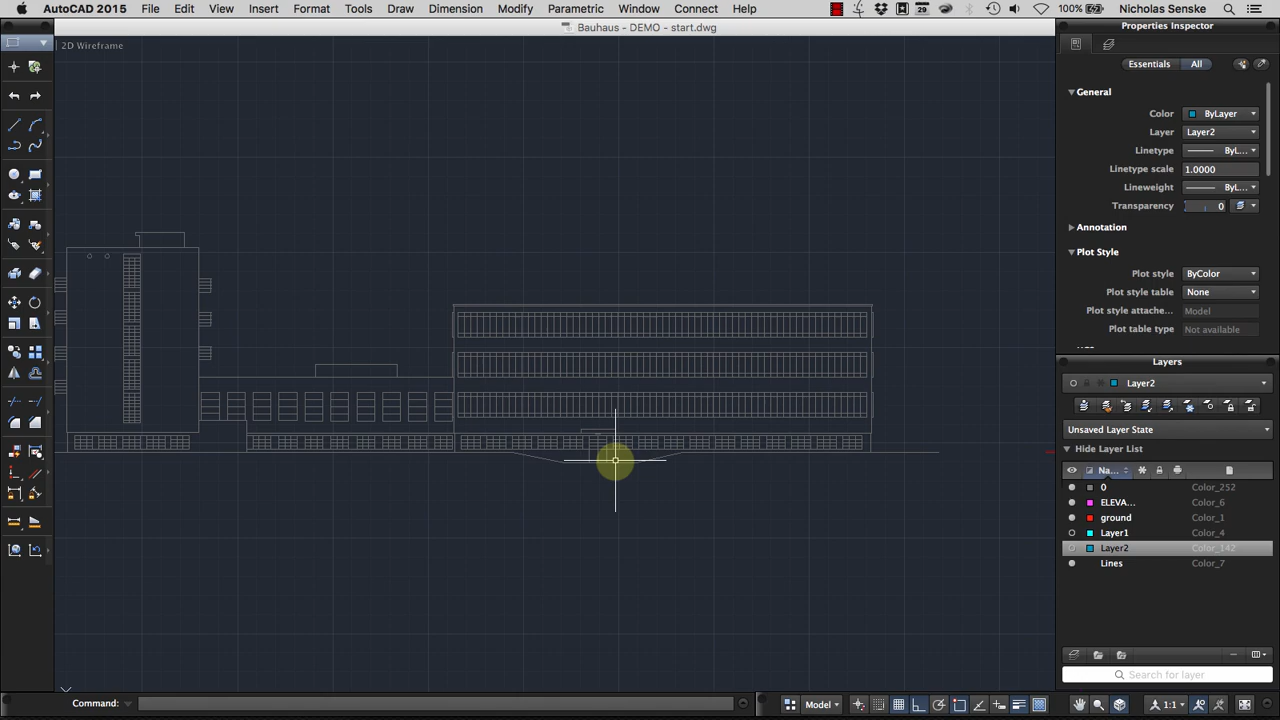 AutoCAD 2015 File Edit View Insert Format Tools Draw Dimension Modify Parametric Window Connect Help 29 100% Nicholas Senske
Bauhaus - DEMO - start.dwg
2D Wireframe
Properties Inspector
Essentials All
General
Color ByLayer
Layer Layer2
Linetype ByL...
Linetype scale 1.0000
Lineweight ByL...
Transparency 0
Annotation
Plot Style
Plot style ByColor
Plot style table None
Plot style attache... Model
Plot table type Not available
Layers
Layer2
Unsaved Layer State
Hide Layer List
Na...
0 Color_252
ELEVA... Color_6
ground Color_1
Layer1 Color_4
Layer2 Color_142
Lines Color_7
Search for layer
Command: Model 1:1